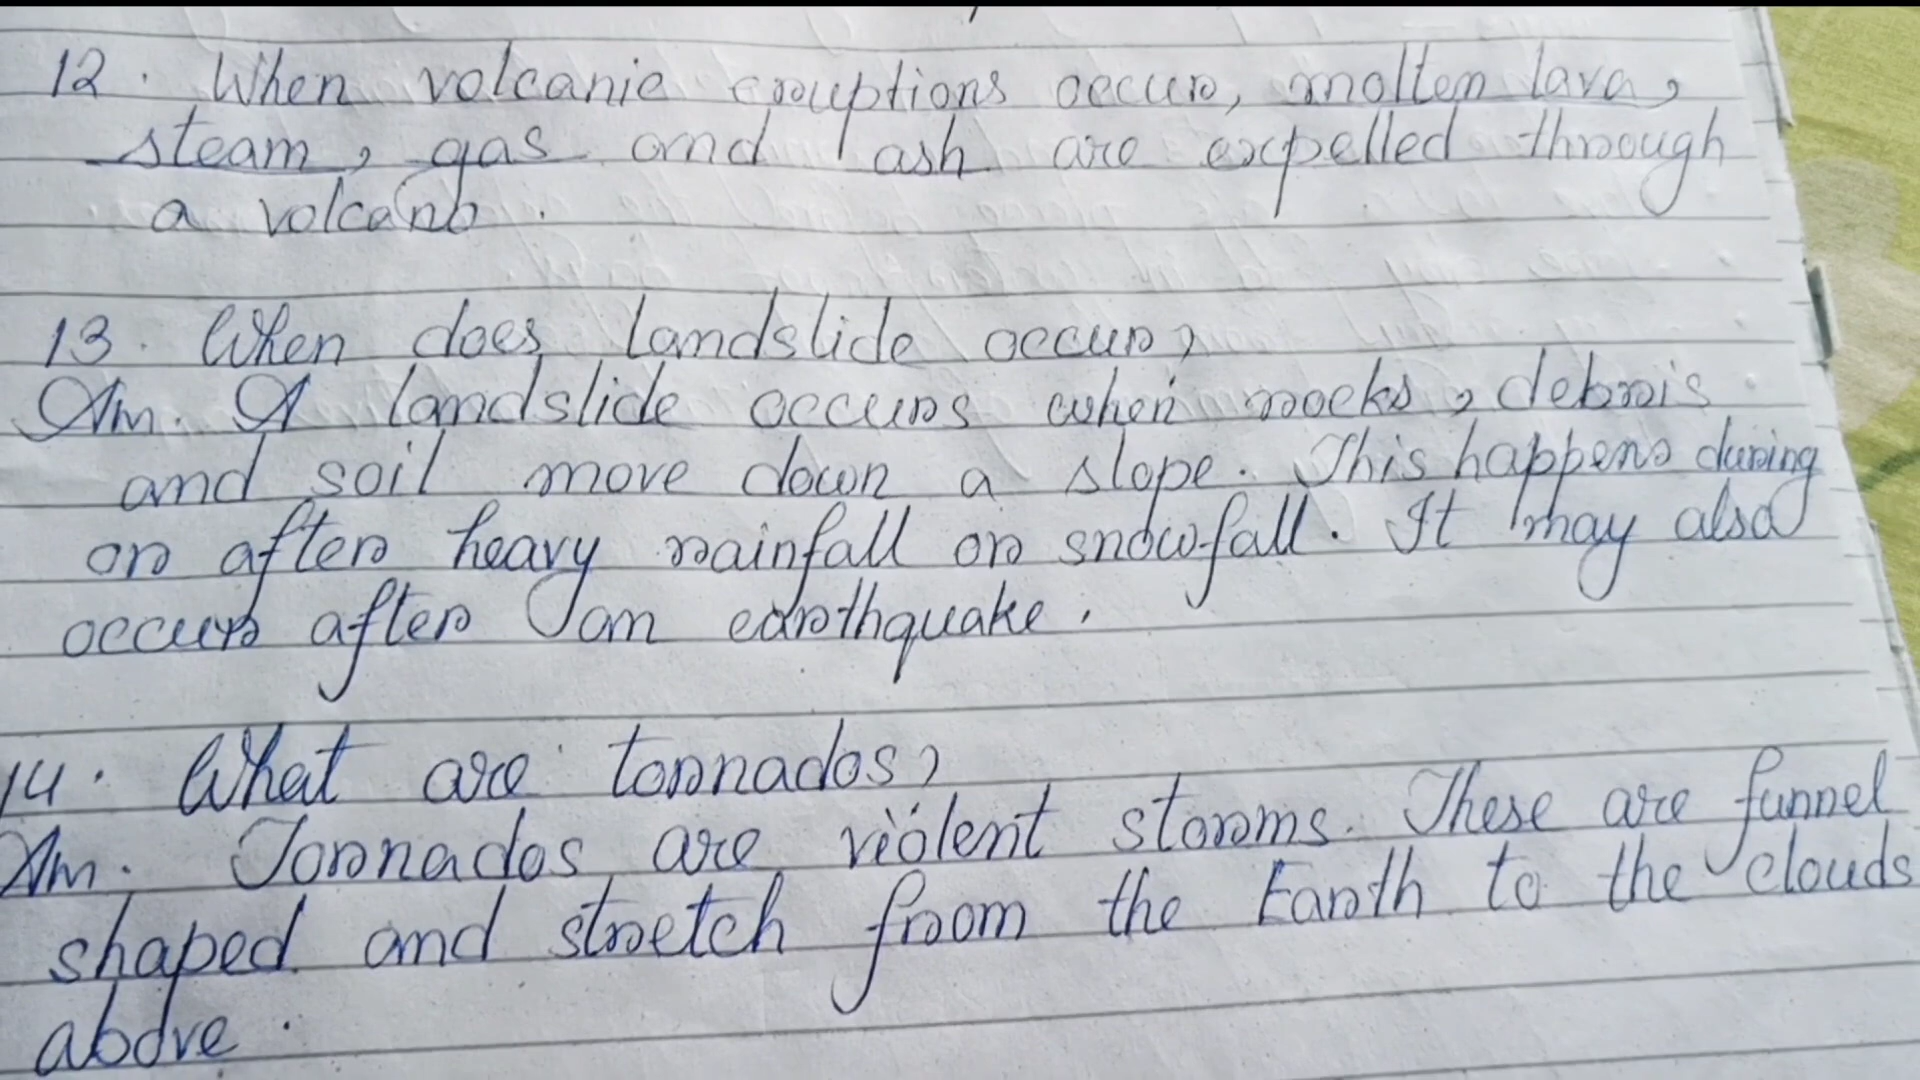 12. When volcanic eruptions occur, molten lava,
steam, gas and ash are expelled through
a volcano.
13. When does landslide occur?
Ans. A landslide occurs when rocks, debris
and soil move down a slope. This happens during
or after heavy rainfall or snowfall. It may also
occur after an earthquake.
14. What are tornados?
Ans. Tornados are violent storms. These are funnel
shaped and stretch from the Earth to the clouds
above.